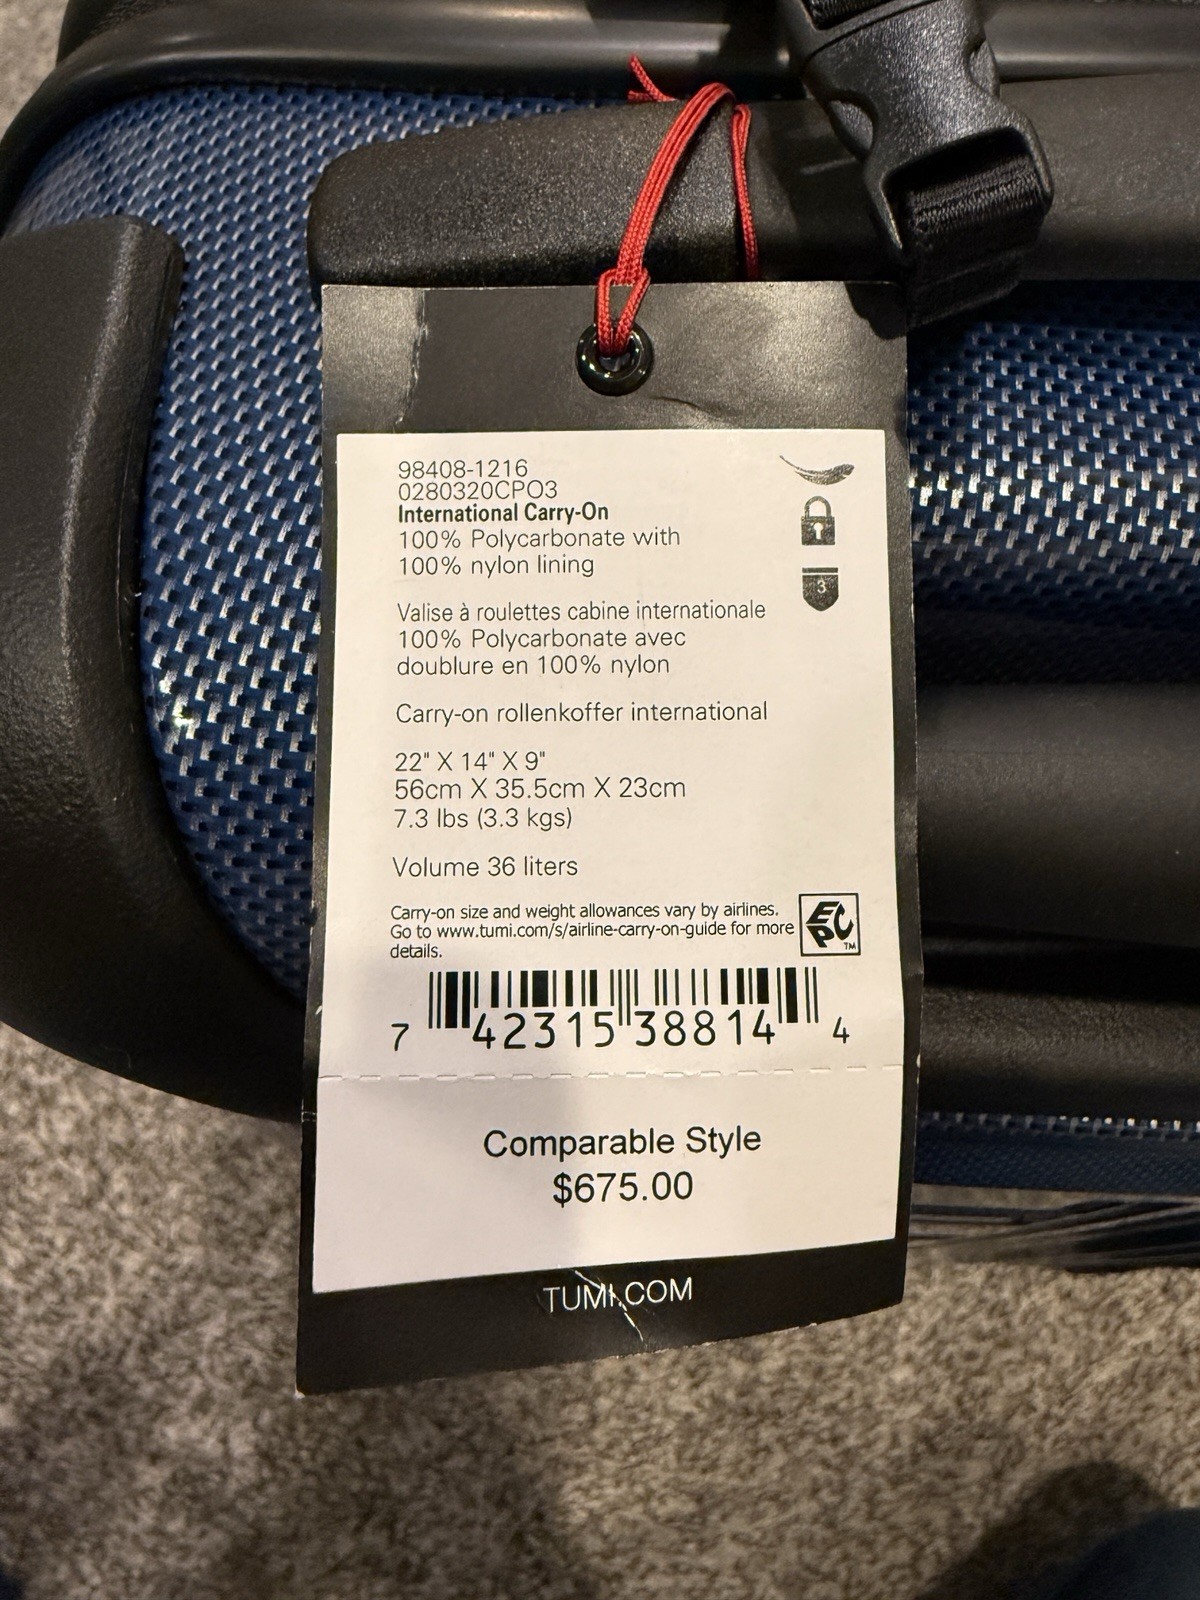 98408-1216
0280320CPO3
International Carry-On
100% Polycarbonate with
100% nylon lining
3
Valise à roulettes cabine internationale
100% Polycarbonate avec
doublure en 100% nylon
Carry-on rollenkoffer international
22" X 14" X 9"
56cm X 35.5cm X 23cm
7.3 lbs (3.3 kgs)
Volume 36 liters
Carry-on size and weight allowances vary by airlines.
Go to www.tumi.com/s/airline-carry-on-guide for more
details.
EPC™
7 42315 38814 4
Comparable Style
$675.00
TUMI.COM